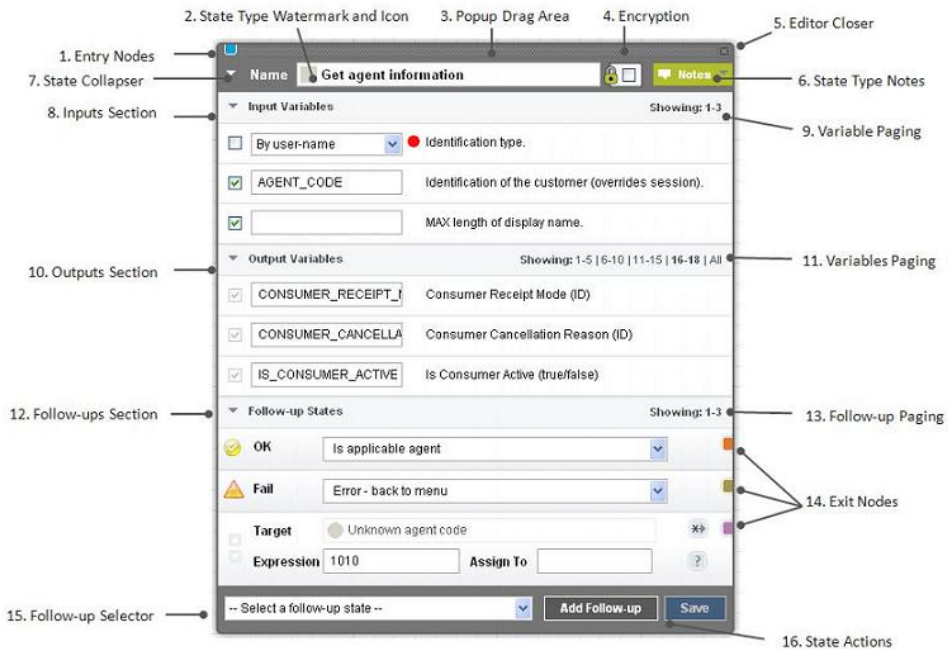 2. State Type Watermark and Icon
3. Popup Drag Area
4. Encryption
5. Editor Closer
1. Entry Nodes
7. State Collapser
Name
Get agent information
Notes
6. State Type Notes
8. Inputs Section
Input Variables
Showing: 1-3
9. Variable Paging
By user-name
Identification type.
AGENT_CODE
Identification of the customer (overrides session).
MAX length of display name.
10. Outputs Section
Output Variables
Showing: 1-5 | 6-10 | 11-15 | 16-18 | All
11. Variables Paging
CONSUMER_RECEIPT_
Consumer Receipt Mode (ID)
CONSUMER_CANCELLA
Consumer Cancellation Reason (ID)
IS_CONSUMER_ACTIVE
Is Consumer Active (true/false)
12. Follow-ups Section
Follow-up States
Showing: 1-3
13. Follow-up Paging
OK
Is applicable agent
Fail
Error - back to menu
14. Exit Nodes
Target
Unknown agent code
Expression
1010
Assign To
?
15. Follow-up Selector
-- Select a follow-up state --
Add Follow-up
Save
16. State Actions